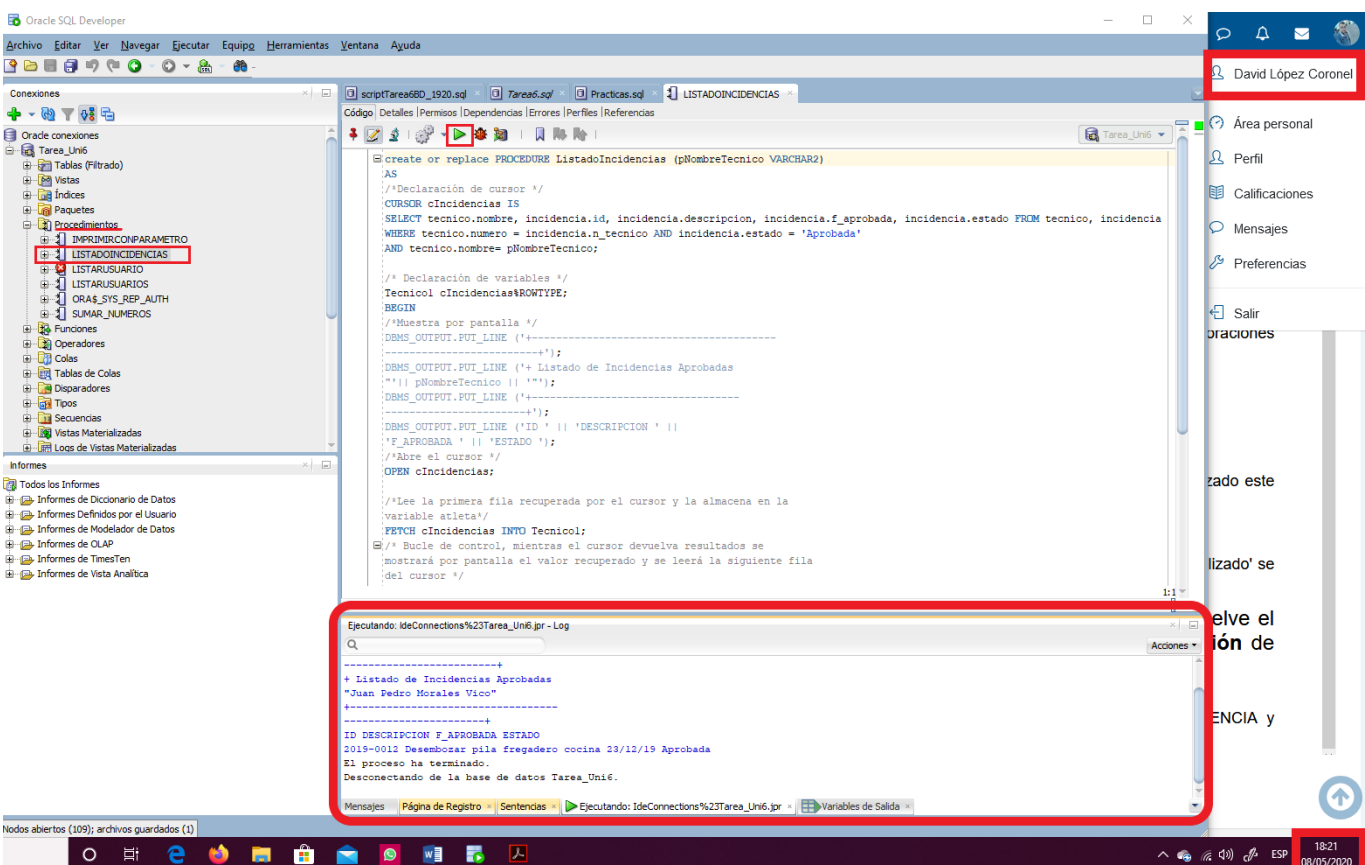 Oracle SQL Developer
Archivo Editar Ver Navegar Ejecutar Equipo Herramientas Ventana Ayuda
Conexiones
Oracle conexiones
Tarea_Uni6
Tablas (Filtrado)
Vistas
Índices
Paquetes
Procedimientos
IMPRIMIRCONPARAMETRO
LISTADOINCIDENCIAS
LISTARUSUARIO
LISTARUSUARIOS
ORA$_SYS_REP_AUTH
SUMAR_NUMEROS
Funciones
Operadores
Colas
Tablas de Colas
Disparadores
Tipos
Secuencias
Vistas Materializadas
Logs de Vistas Materializadas
Informes
Todos los Informes
Informes de Diccionario de Datos
Informes Definidos por el Usuario
Informes de Modelador de Datos
Informes de OLAP
Informes de TimesTen
Informes de Vista Analítica
scriptTarea6BD_1920.sql Tarea6.sql Practicas.sql LISTADOINCIDENCIAS
Código Detalles |Permisos |Dependencias |Errores |Perfiles |Referencias
Tarea_Uni6
create or replace PROCEDURE ListadoIncidencias (pNombreTecnico VARCHAR2)
AS
/*Declaración de cursor */
CURSOR cIncidencias IS
SELECT tecnico.nombre, incidencia.id, incidencia.descripcion, incidencia.f_aprobada, incidencia.estado FROM tecnico, incidencia
WHERE tecnico.numero = incidencia.n_tecnico AND incidencia.estado = 'Aprobada'
AND tecnico.nombre= pNombreTecnico;
/* Declaración de variables */
Tecnico1 cIncidencias%ROWTYPE;
BEGIN
/*Muestra por pantalla */
DBMS_OUTPUT.PUT_LINE ('+----------------------------------------
-------------------------+');
DBMS_OUTPUT.PUT_LINE ('+ Listado de Incidencias Aprobadas
"'|| pNombreTecnico || '"');
DBMS_OUTPUT.PUT_LINE ('+----------------------------------
-----------------------+');
DBMS_OUTPUT.PUT_LINE ('ID ' || 'DESCRIPCION ' ||
'F_APROBADA ' || 'ESTADO ');
/*Abre el cursor */
OPEN cIncidencias;
/*Lee la primera fila recuperada por el cursor y la almacena en la
variable atleta*/
FETCH cIncidencias INTO Tecnico1;
/* Bucle de control, mientras el cursor devuelva resultados se
mostrará por pantalla el valor recuperado y se leerá la siguiente fila
del cursor */
1:1
Ejecutando: IdeConnections%23Tarea_Uni6.jpr - Log
Acciones
-------------------------+
+ Listado de Incidencias Aprobadas
"Juan Pedro Morales Vico"
+----------------------------------
-----------------------+
ID DESCRIPCION F_APROBADA ESTADO
2019-0012 Desembozar pila fregadero cocina 23/12/19 Aprobada
El proceso ha terminado.
Desconectando de la base de datos Tarea_Uni6.
Mensajes Página de Registro Sentencias Ejecutando: IdeConnections%23Tarea_Uni6.jpr Variables de Salida
Nodos abiertos (109); archivos guardados (1)
David López Coronel
Área personal
Perfil
Calificaciones
Mensajes
Preferencias
Salir
oraciones
zado este
lizado' se
elve el
ión de
ENCIA y
ESP
18:21
08/05/2020